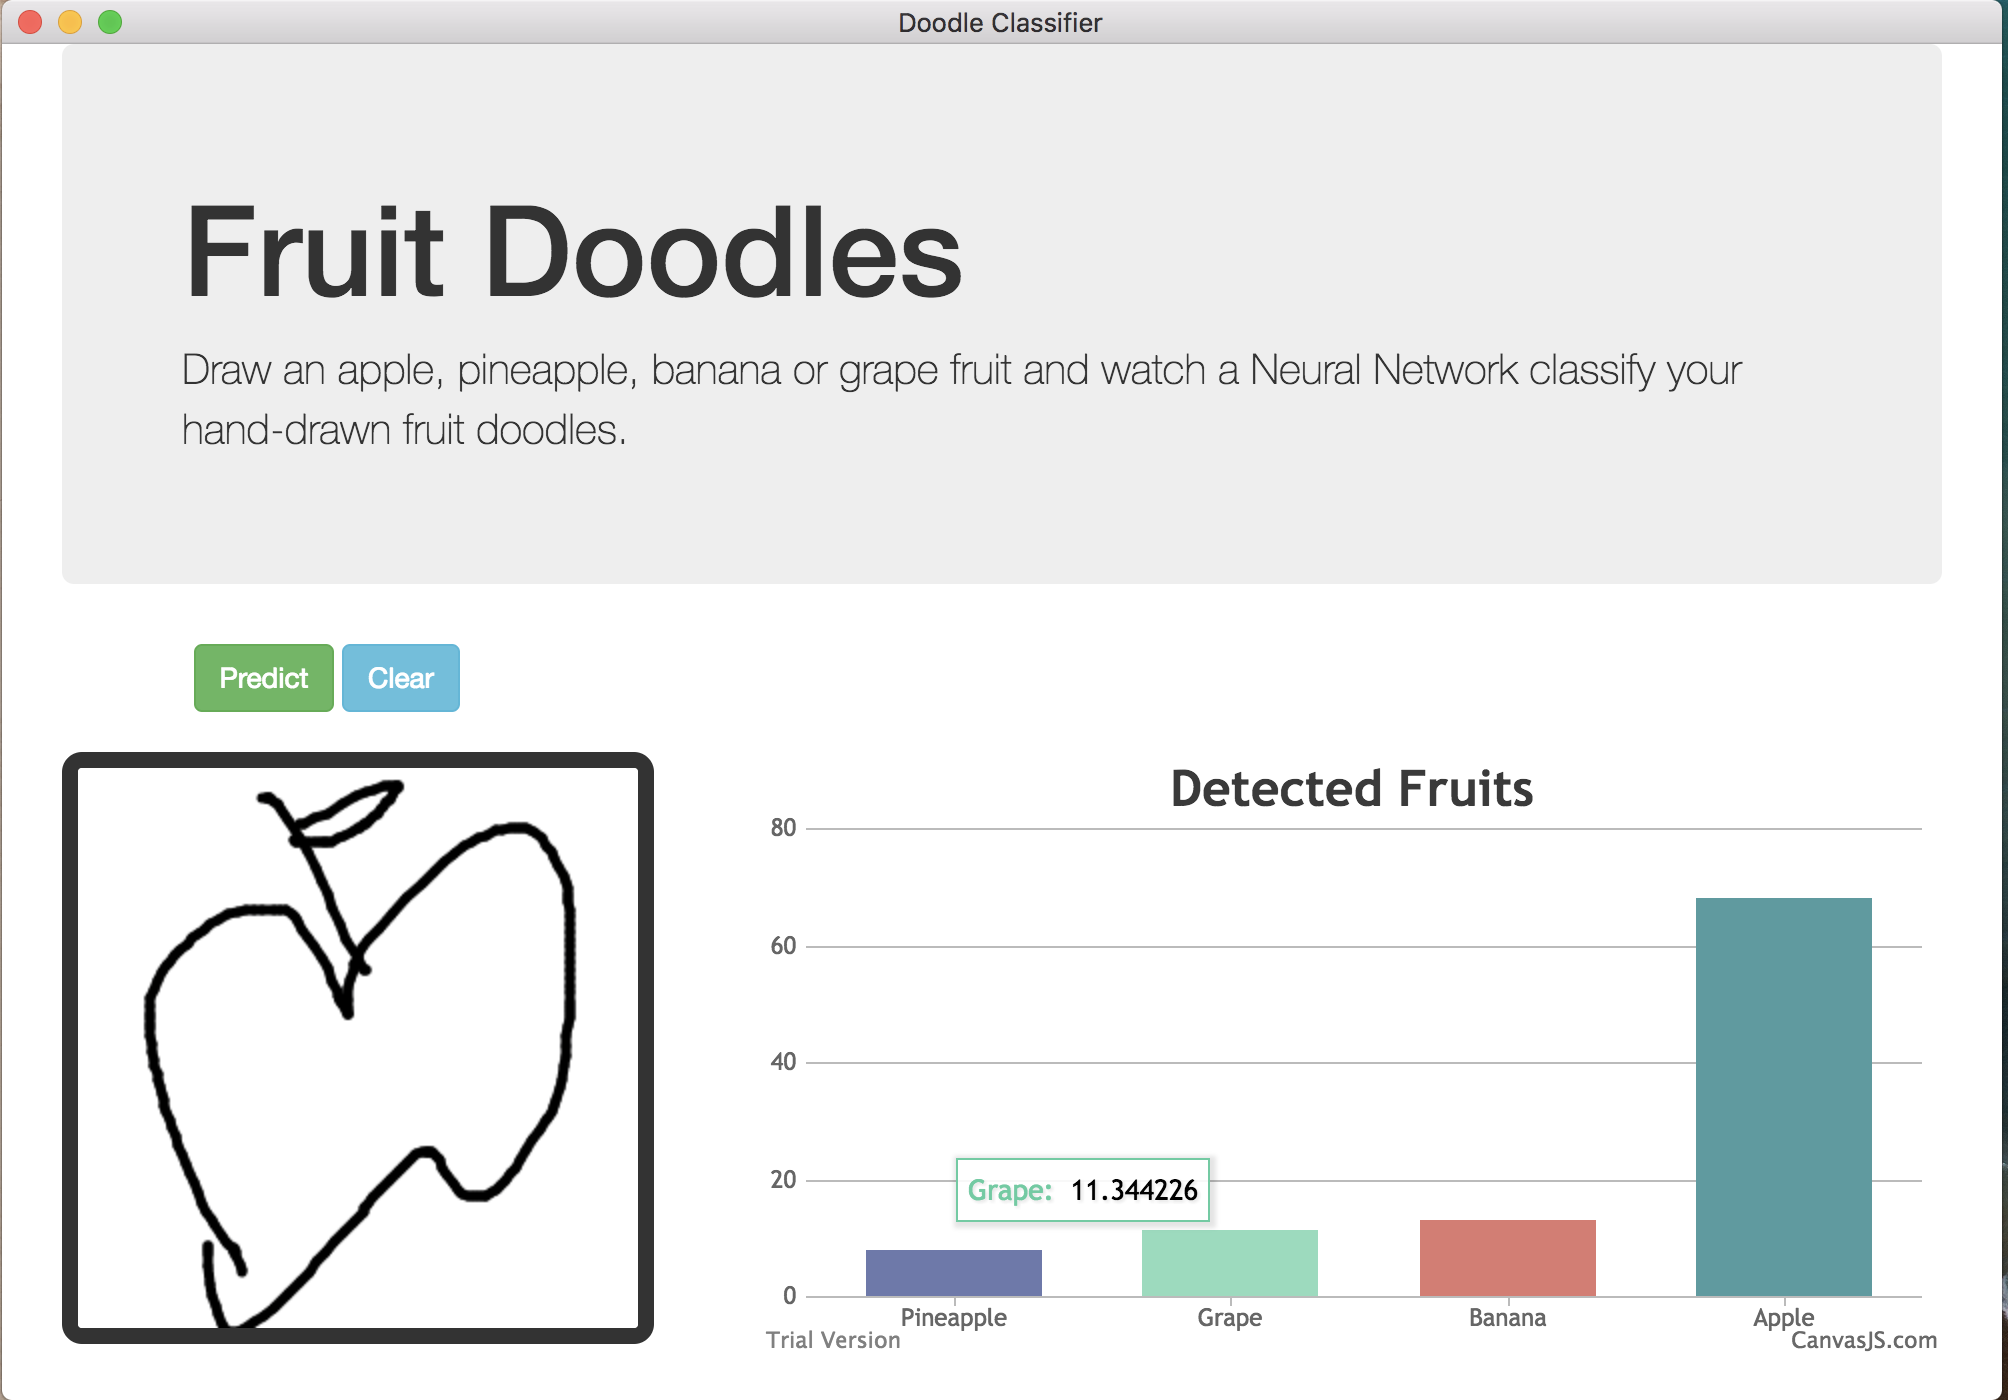 Doodle Classifier
Fruit Doodles
Draw an apple, pineapple, banana or grape fruit and watch a Neural Network classify your
hand-drawn fruit doodles.
Predict
Clear
Detected Fruits
80
60
40
20
0
Grape: 11.344226
Pineapple
Grape
Banana
Apple
Trial Version
CanvasJS.com